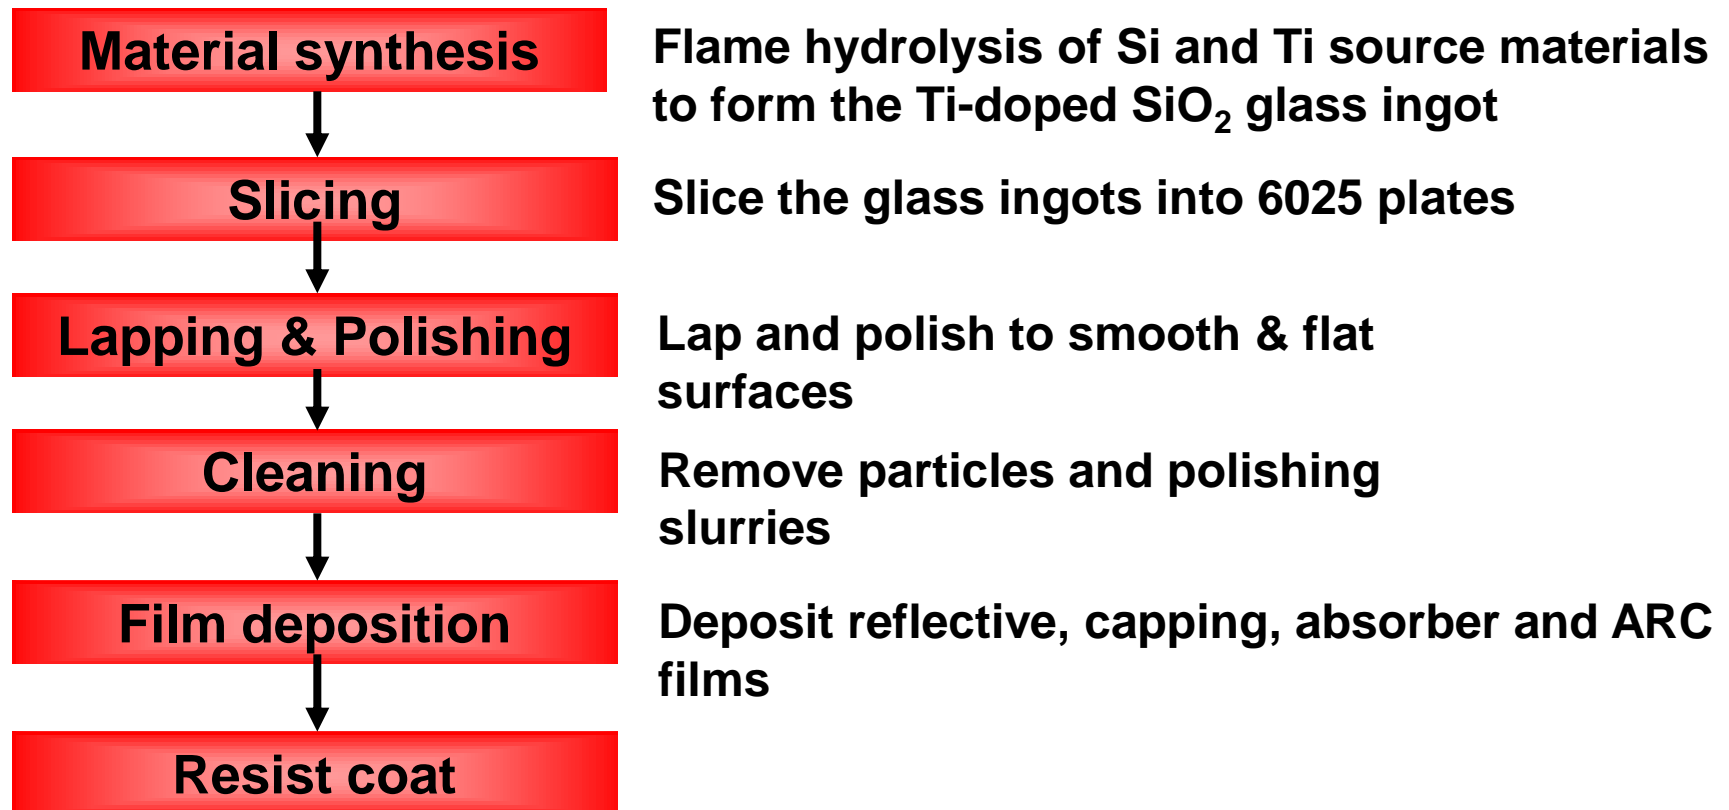 Material synthesis
Flame hydrolysis of Si and Ti source materials
to form the Ti-doped SiO₂ glass ingot
Slicing
Slice the glass ingots into 6025 plates
Lapping & Polishing
Lap and polish to smooth & flat
surfaces
Cleaning
Remove particles and polishing
slurries
Film deposition
Deposit reflective, capping, absorber and ARC
films
Resist coat